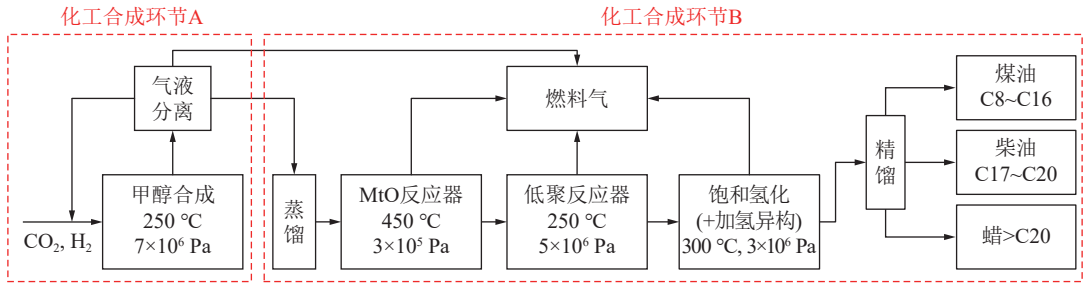 化工合成环节A
化工合成环节B
气液
分离
燃料气
甲醇合成
250 ℃
7×10⁶ Pa
CO₂, H₂
蒸
馏
MtO反应器
450 ℃
3×10⁵ Pa
低聚反应器
250 ℃
5×10⁶ Pa
饱和氢化
(+加氢异构)
300 ℃, 3×10⁶ Pa
精
馏
煤油
C8~C16
柴油
C17~C20
蜡>C20